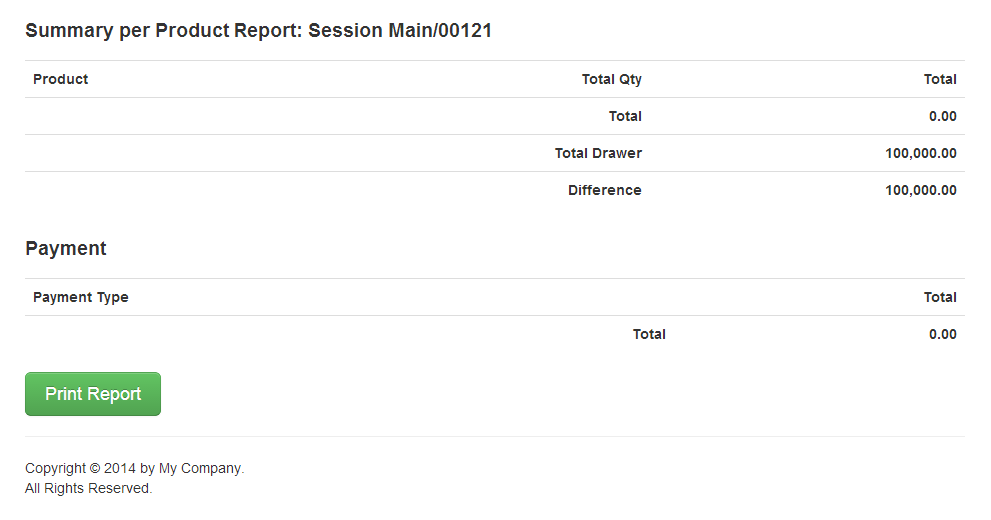 Summary per Product Report: Session Main/00121
Product Total Qty Total
Total 0.00
Total Drawer 100,000.00
Difference 100,000.00
Payment
Payment Type Total
Total 0.00
Print Report
Copyright © 2014 by My Company.
All Rights Reserved.